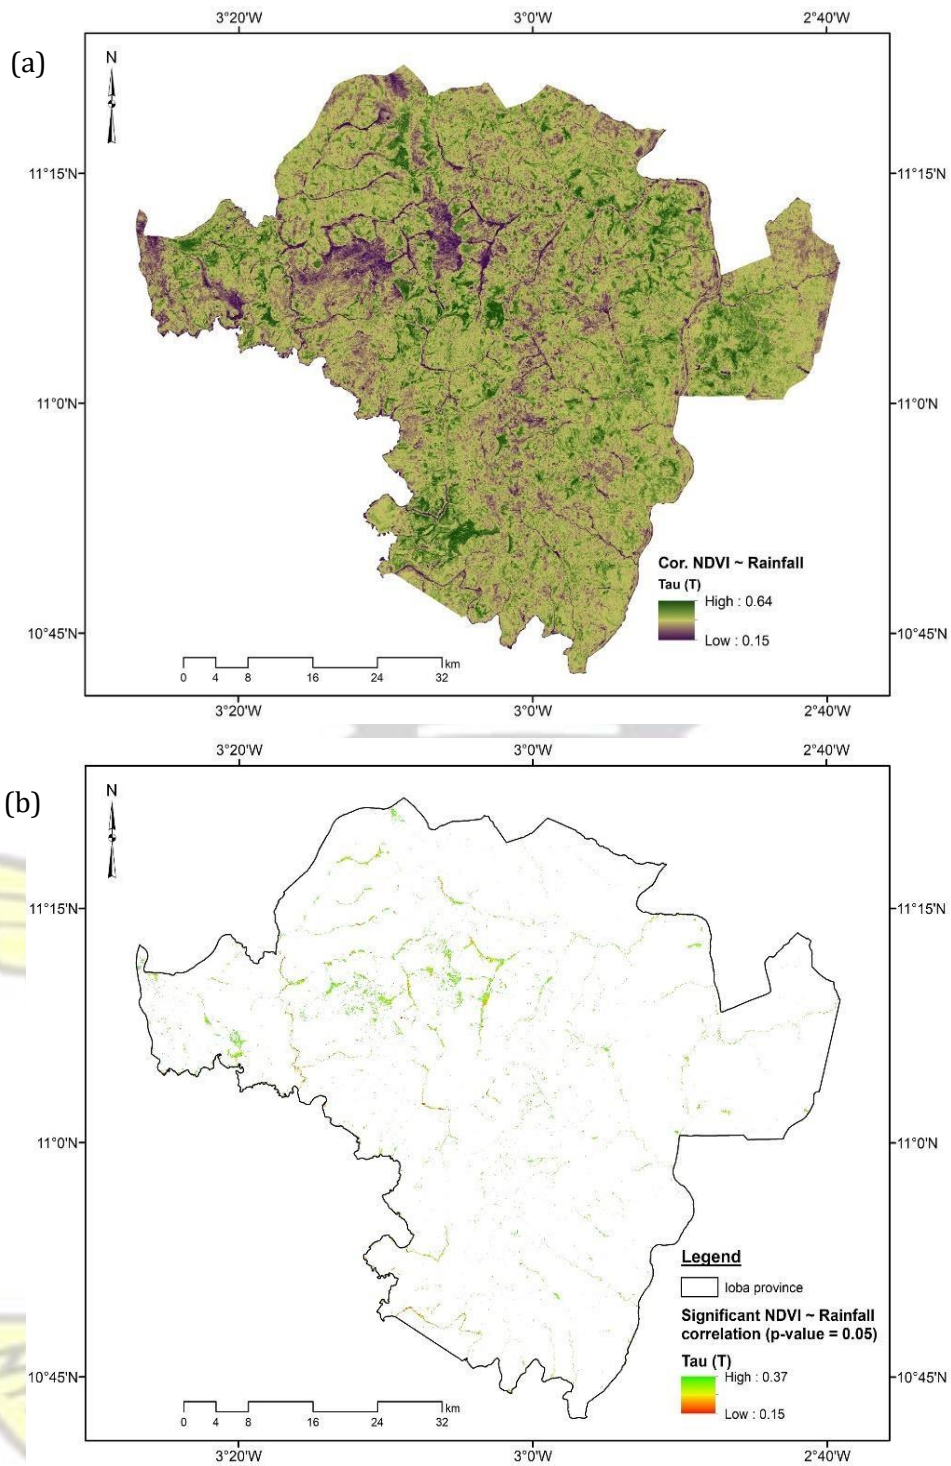 3°20'W 3°0'W 2°40'W
(a)
N
11°15'N 11°15'N
11°0'N 11°0'N
Cor. NDVI ~ Rainfall
Tau (T)
High : 0.64
Low : 0.15
10°45'N 10°45'N
km
0 4 8 16 24 32
3°20'W 3°0'W 2°40'W
3°20'W 3°0'W 2°40'W
(b)
N
11°15'N 11°15'N
11°0'N 11°0'N
Legend
Ioba province
Significant NDVI ~ Rainfall
correlation (p-value = 0.05)
Tau (T)
High : 0.37
Low : 0.15
10°45'N 10°45'N
km
0 4 8 16 24 32
3°20'W 3°0'W 2°40'W